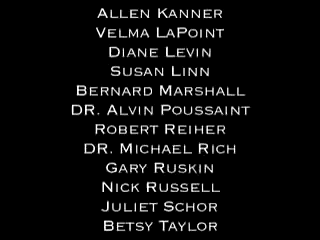 Allen Kanner
Velma LaPoint
Diane Levin
Susan Linn
Bernard Marshall
DR. Alvin Poussaint
Robert Reiher
DR. Michael Rich
Gary Ruskin
Nick Russell
Juliet Schor
Betsy Taylor